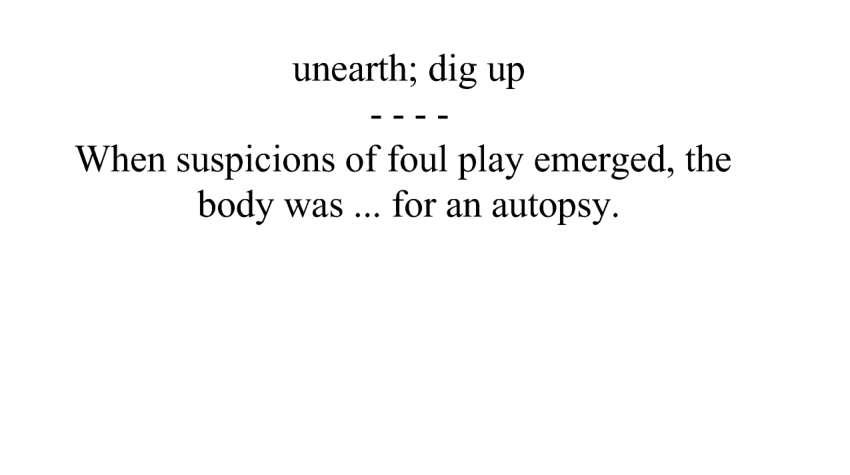 unearth; dig up
- - - -
When suspicions of foul play emerged, the
body was ... for an autopsy.